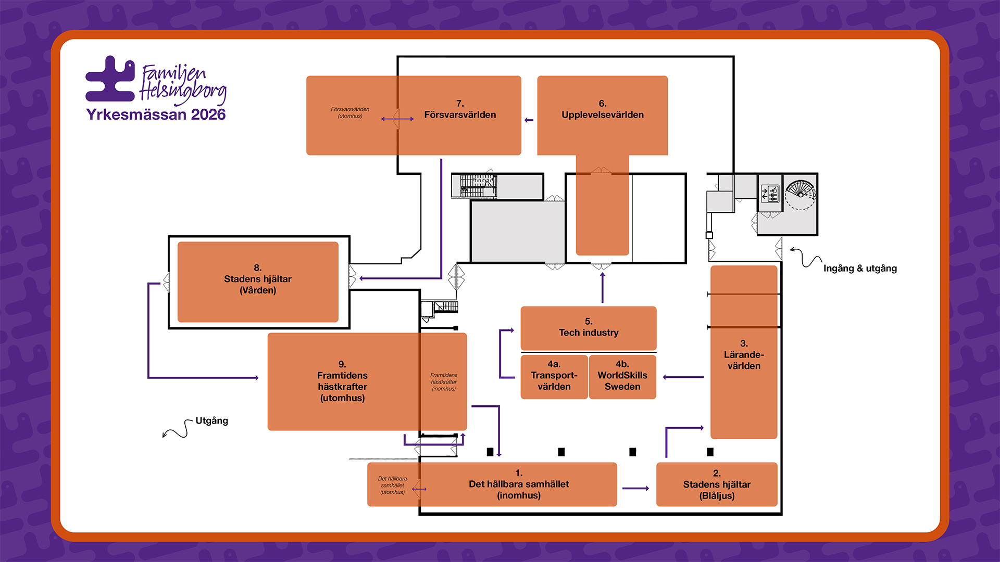 Familjen
Helsingborg
Yrkesmässan 2026
Försvarsvärlden
(utomhus)
7.
Försvarsvärlden
6.
Upplevelsevärlden
8.
Stadens hjältar
(Vården)
Ingång & utgång
5.
Tech industry
4a.
Transport-
världen
4b.
WorldSkills
Sweden
3.
Lärande-
världen
9.
Framtidens
hästkrafter
(utomhus)
Framtidens
hästkrafter
(inomhus)
Utgång
Det hållbara
samhället
(utomhus)
1.
Det hållbara samhället
(inomhus)
2.
Stadens hjältar
(Blåljus)